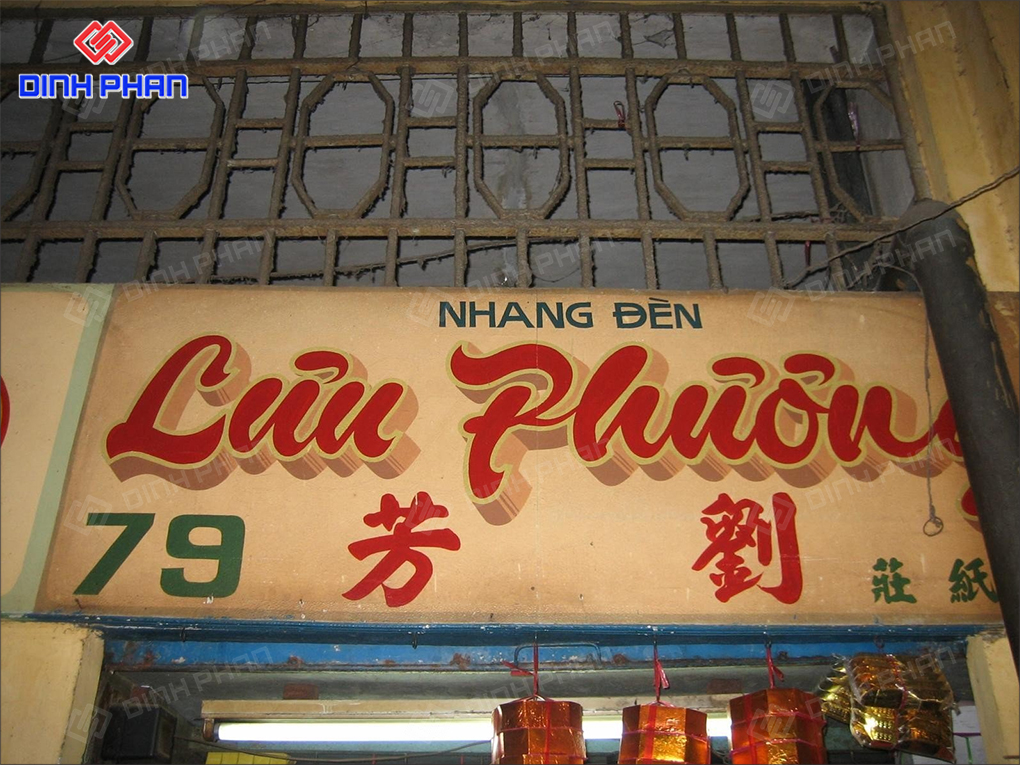 DINH PHAN
NHANG ĐÈN
Lưu Phươn
79 芳 劉 莊 紙